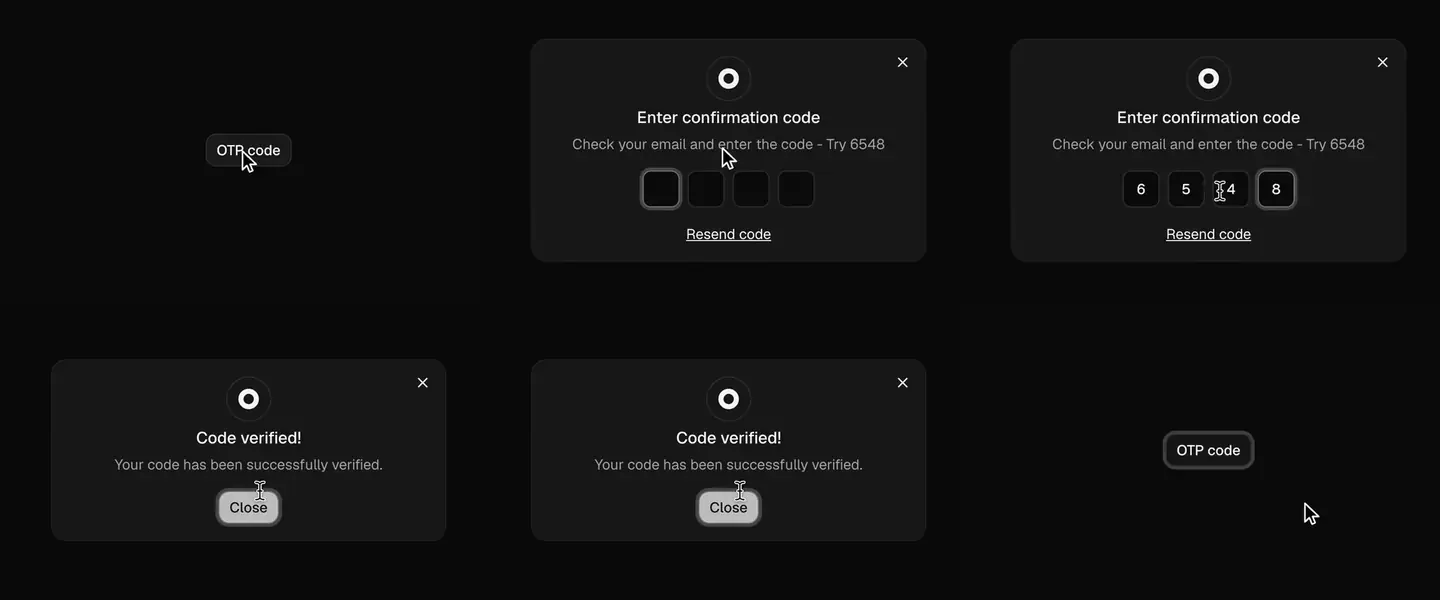 OTP code
Enter confirmation code
Check your email and enter the code - Try 6548
Resend code
Enter confirmation code
Check your email and enter the code - Try 6548
6 5 4 8
Resend code
Code verified!
Your code has been successfully verified.
Close
Code verified!
Your code has been successfully verified.
Close
OTP code